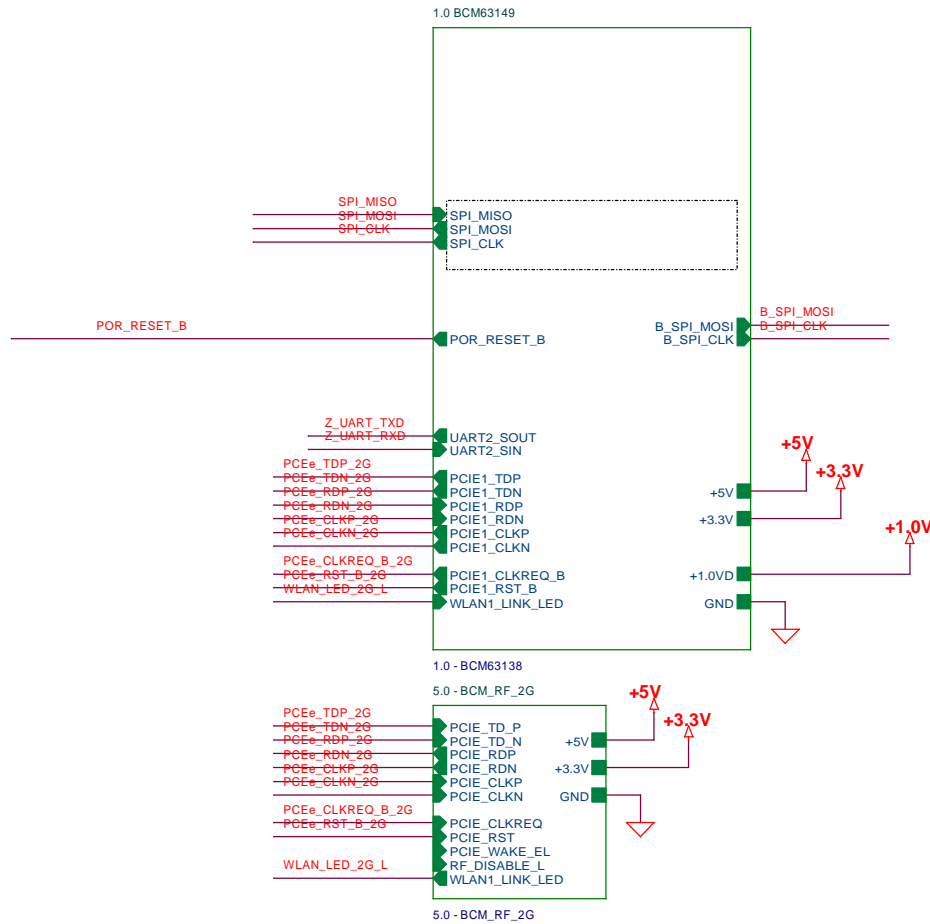 1.0 BCM63149
SPI_MISO
SPI_MISO
SPI_MOSI
SPI_MOSI
SPI_CLK
SPI_CLK
POR_RESET_B
POR_RESET_B
B_SPI_MOSI
B_SPI_MOSI
B_SPI_CLK
B_SPI_CLK
Z_UART_TXD
UART2_SOUT
Z_UART_RXD
UART2_SIN
PCEe_TDP_2G
PCIE1_TDP
PCEe_TDN_2G
PCIE1_TDN
PCEe_RDP_2G
PCIE1_RDP
PCEe_RDN_2G
PCIE1_RDN
PCEe_CLKP_2G
PCIE1_CLKP
PCEe_CLKN_2G
PCIE1_CLKN
PCEe_CLKREQ_B_2G
PCIE1_CLKREQ_B
PCEe_RST_B_2G
PCIE1_RST_B
WLAN_LED_2G_L
WLAN1_LINK_LED
+5V
+5V
+3.3V
+3.3V
+1.0VD
+1.0V
GND
1.0 - BCM63138
5.0 - BCM_RF_2G
PCEe_TDP_2G
PCIE_TD_P
PCEe_TDN_2G
PCIE_TD_N
PCEe_RDP_2G
PCIE_RDP
PCEe_RDN_2G
PCIE_RDN
PCEe_CLKP_2G
PCIE_CLKP
PCEe_CLKN_2G
PCIE_CLKN
PCEe_CLKREQ_B_2G
PCIE_CLKREQ
PCEe_RST_B_2G
PCIE_RST
PCIE_WAKE_EL
RF_DISABLE_L
WLAN_LED_2G_L
WLAN1_LINK_LED
+5V
+5V
+3.3V
+3.3V
GND
5.0 - BCM_RF_2G